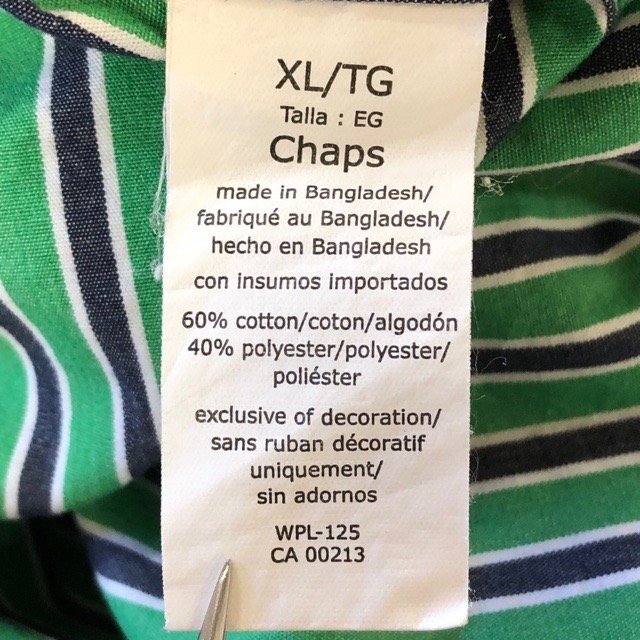 XL/TG
Talla : EG
Chaps
made in Bangladesh/
fabriqué au Bangladesh/
hecho en Bangladesh
con insumos importados
60% cotton/coton/algodón
40% polyester/polyester/
poliéster
exclusive of decoration/
sans ruban décoratif
uniquement/
sin adornos
WPL-125
CA 00213